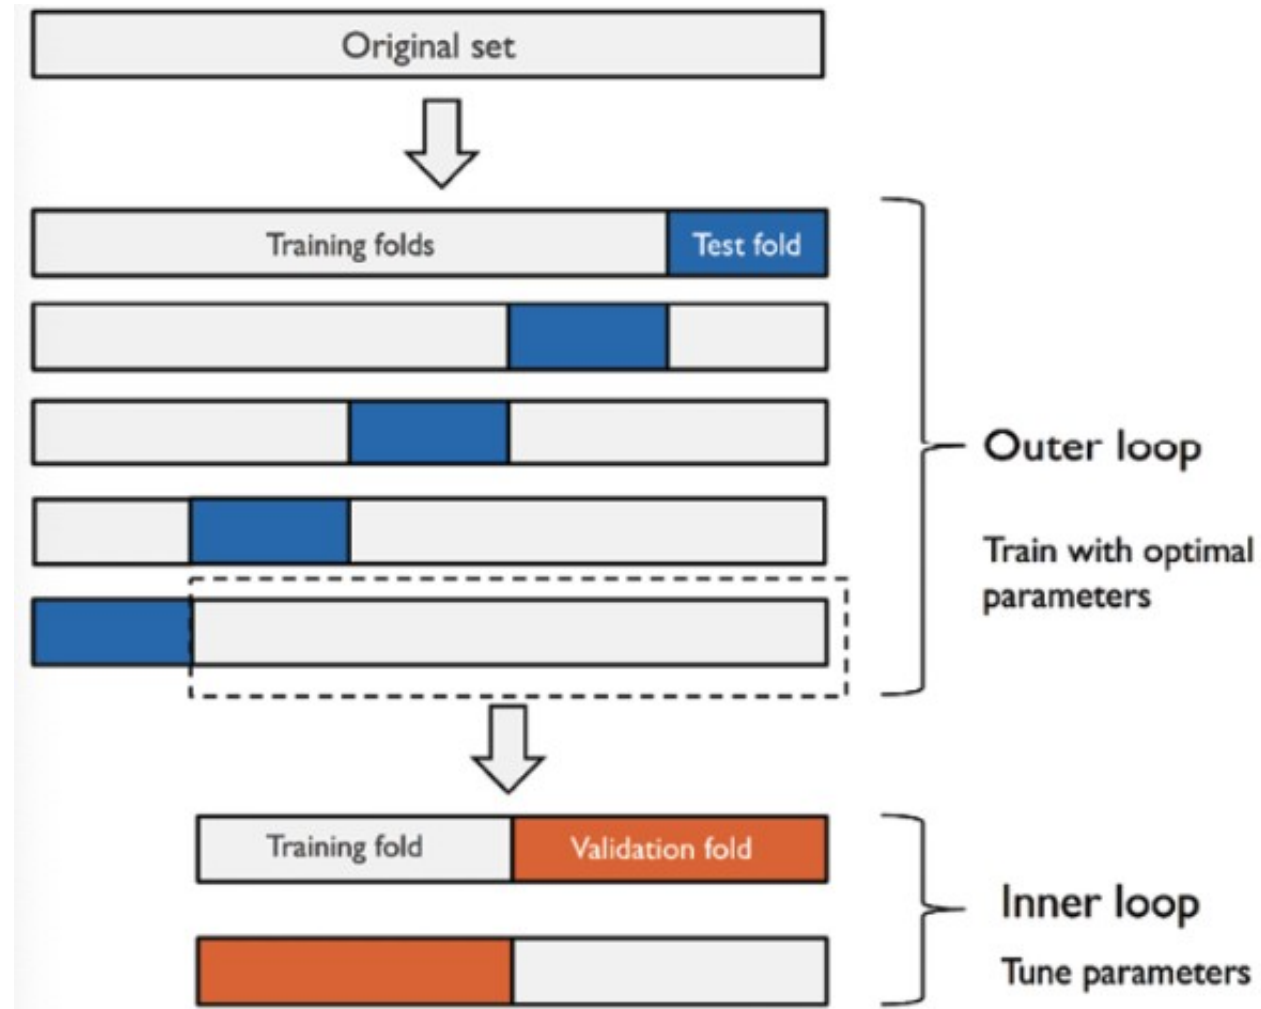 Original set
Training folds
Test fold
Outer loop
Train with optimal
parameters
Training fold
Validation fold
Inner loop
Tune parameters